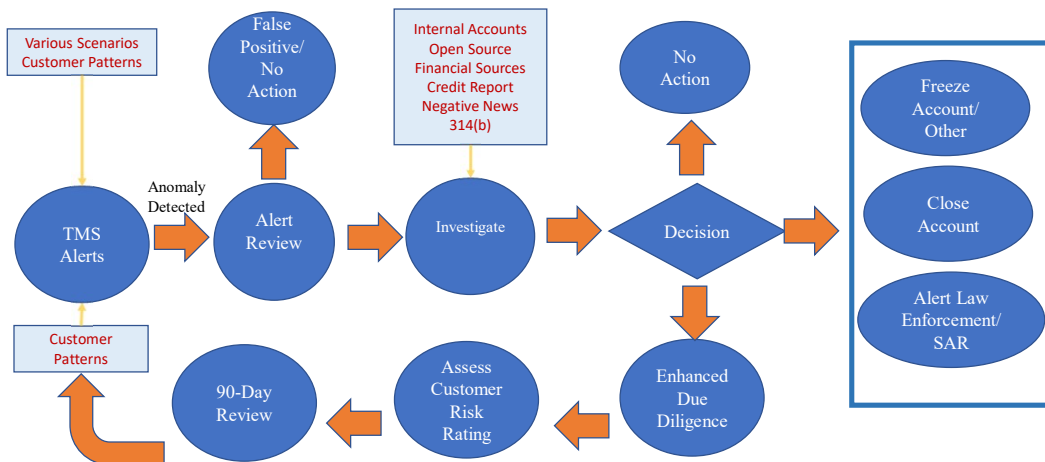 Various Scenarios
Customer Patterns
False
Positive/
No
Action
Internal Accounts
Open Source
Financial Sources
Credit Report
Negative News
314(b)
No
Action
Freeze
Account/
Other
TMS
Alerts
Anomaly
Detected
Alert
Review
Investigate
Decision
Close
Account
Alert Law
Enforcement/
SAR
Customer
Patterns
90-Day
Review
Assess
Customer
Risk
Rating
Enhanced
Due
Diligence